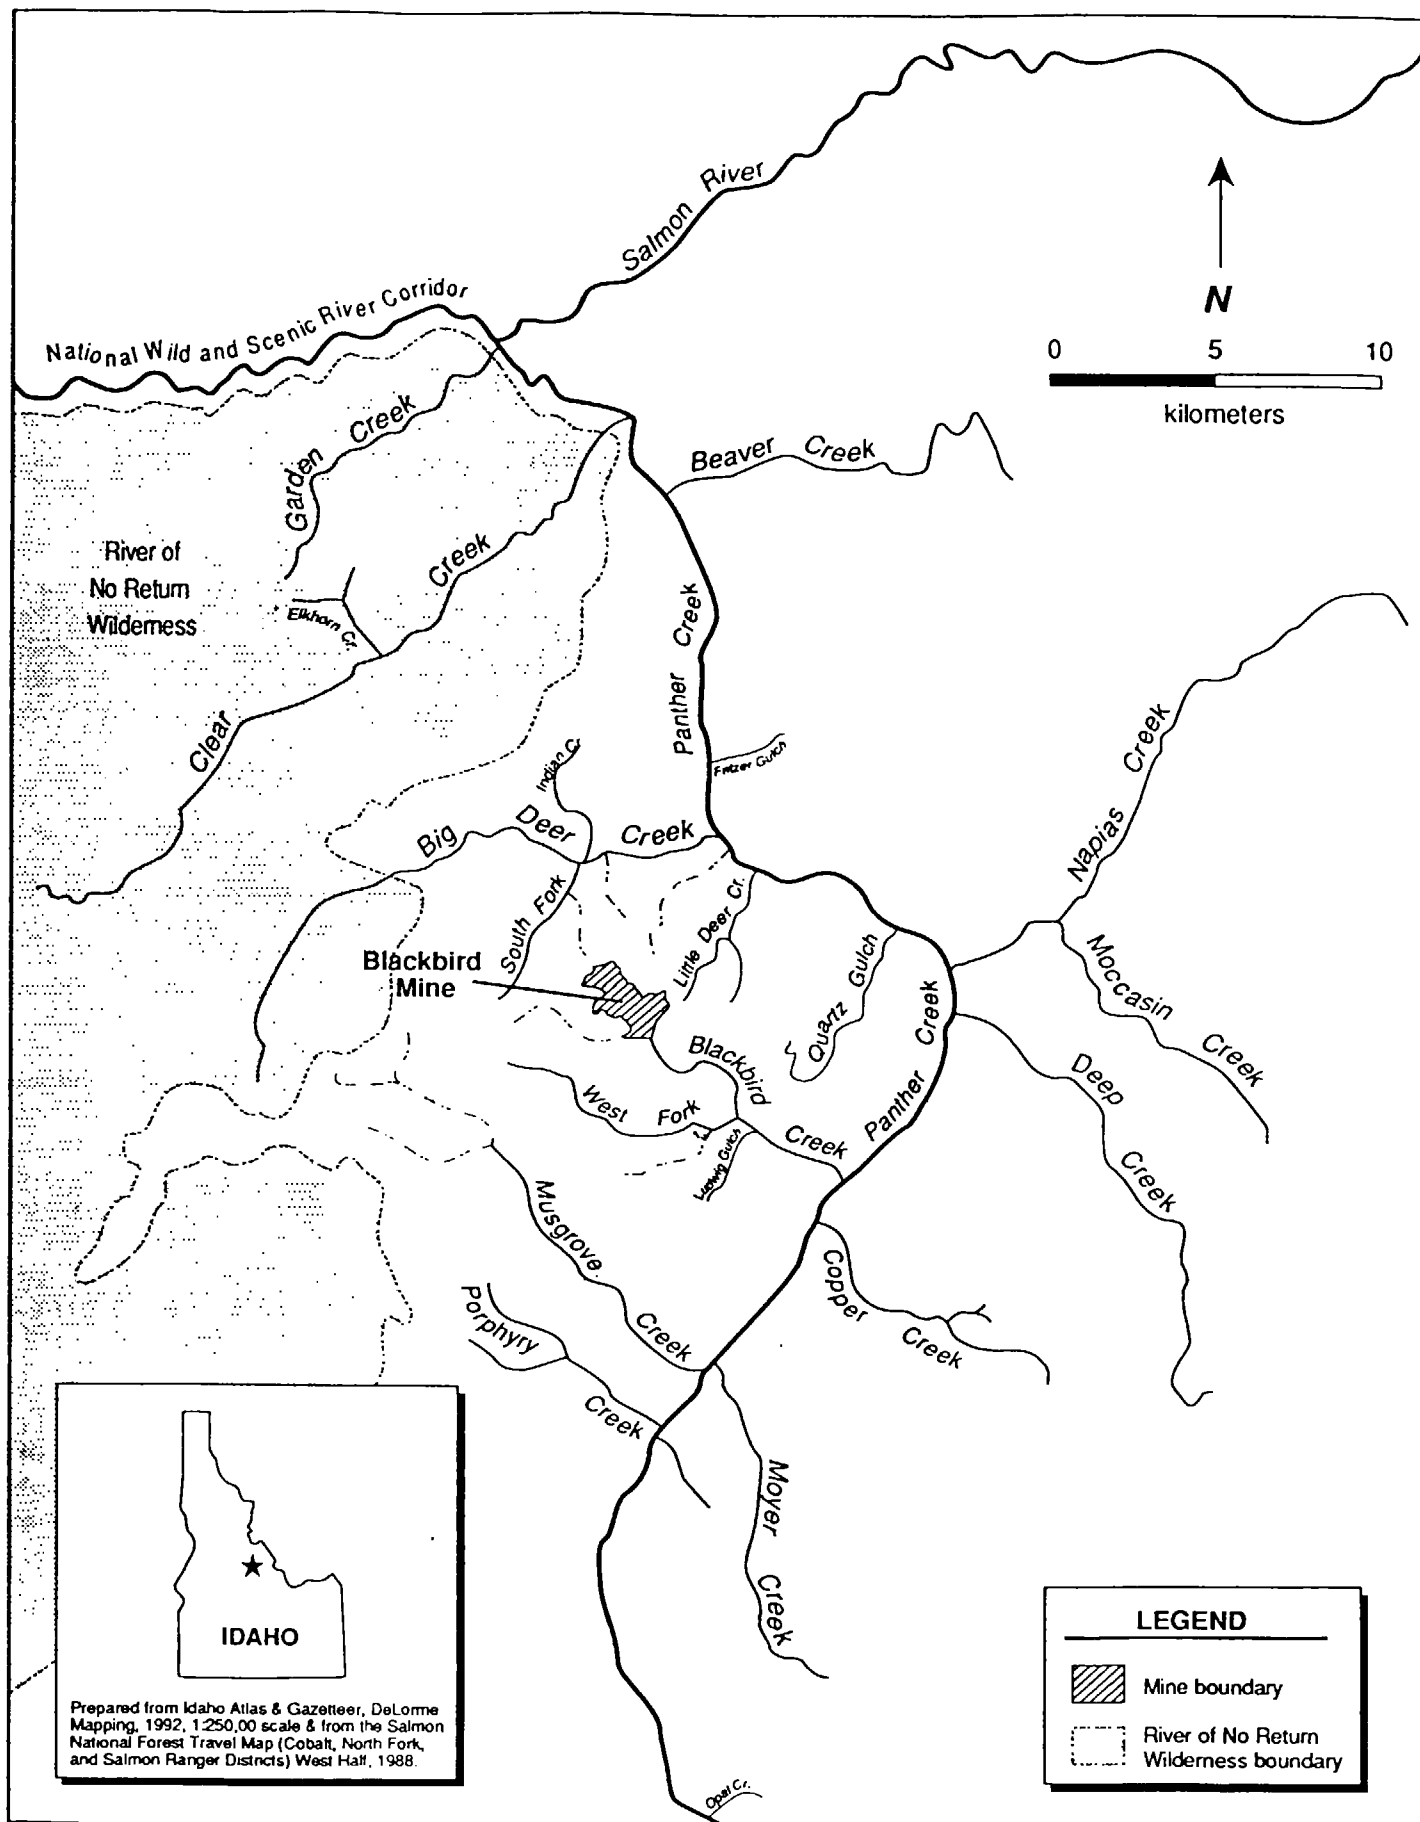 Salmon River
National Wild and Scenic River Corridor
N
0 5 10
kilometers
Beaver Creek
Garden Creek
River of
No Return
Wilderness
Elkhorn Cr.
Clear Creek
Panther Creek
Fritzer Gulch
Indian Cr
Big Deer Creek
South Fork
Little Deer Cr.
Napias Creek
Moccasin Creek
Blackbird
Mine
Quartz Gulch
Panther Creek
Deep Creek
Blackbird Creek
West Fork
Ludwig Gulch
Musgrove Creek
Copper Creek
Porphyry Creek
Moyer Creek
Opal Cr.
IDAHO
Prepared from Idaho Atlas & Gazetteer, DeLorme
Mapping, 1992, 1:250,00 scale & from the Salmon
National Forest Travel Map (Cobalt, North Fork,
and Salmon Ranger Districts) West Half, 1988.
LEGEND
Mine boundary
River of No Return
Wilderness boundary